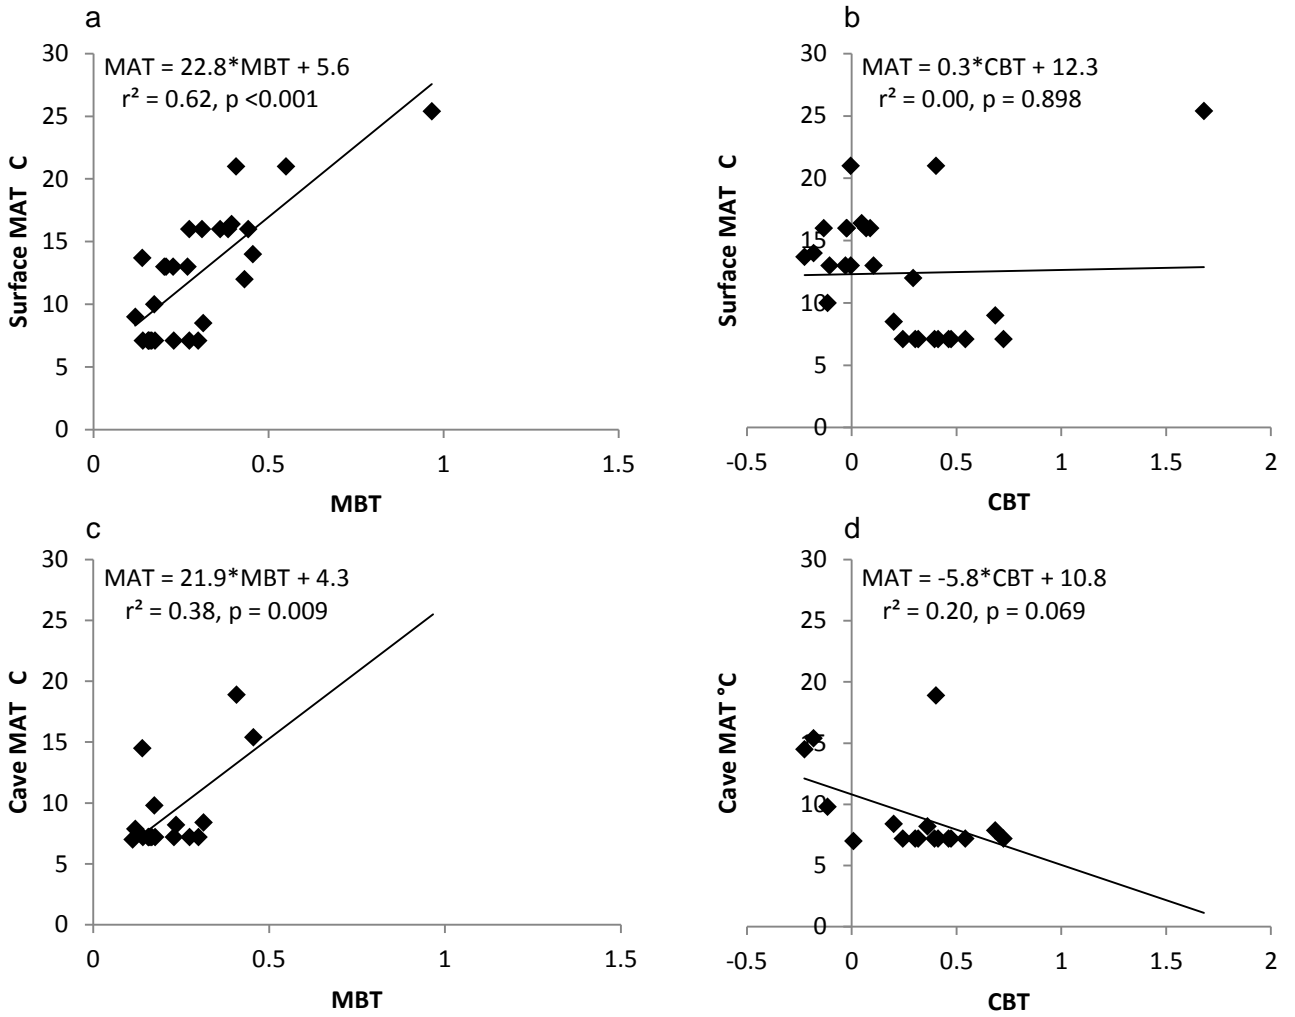 a
MAT = 22.8*MBT + 5.6
r² = 0.62, p <0.001
30
25
20
15
10
5
0
0 0.5 1 1.5
Surface MAT C
MBT
b
MAT = 0.3*CBT + 12.3
r² = 0.00, p = 0.898
30
25
20
15
10
5
0
-0.5 0 0.5 1 1.5 2
Surface MAT C
CBT
c
MAT = 21.9*MBT + 4.3
r² = 0.38, p = 0.009
30
25
20
15
10
5
0
0 0.5 1 1.5
Cave MAT C
MBT
d
MAT = -5.8*CBT + 10.8
r² = 0.20, p = 0.069
30
25
20
15
10
5
0
-0.5 0 0.5 1 1.5 2
Cave MAT °C
CBT